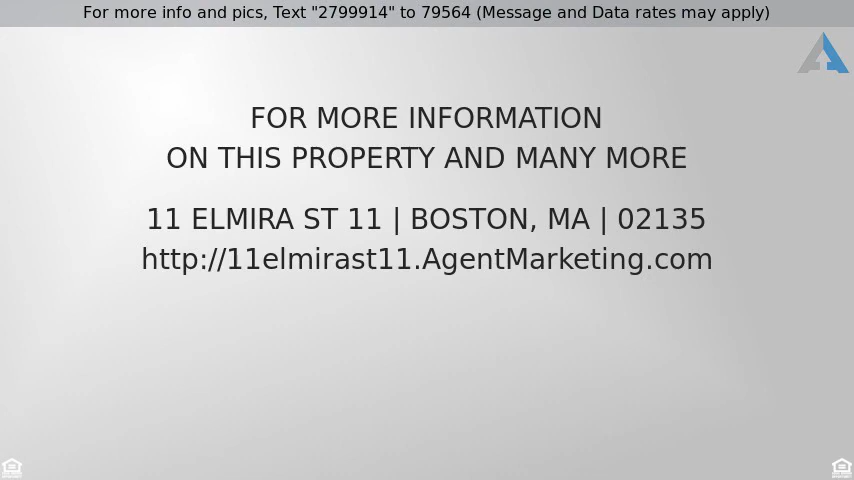 For more info and pics, Text "2799914" to 79564 (Message and Data rates may apply)
FOR MORE INFORMATION
ON THIS PROPERTY AND MANY MORE
11 ELMIRA ST 11 | BOSTON, MA | 02135
http://11elmirast11.AgentMarketing.com